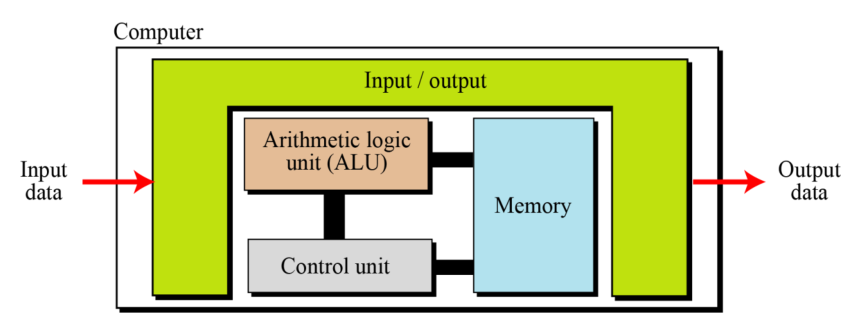 Computer
Input / output
Arithmetic logic
unit (ALU)
Input
data
Output
data
Memory
Control unit